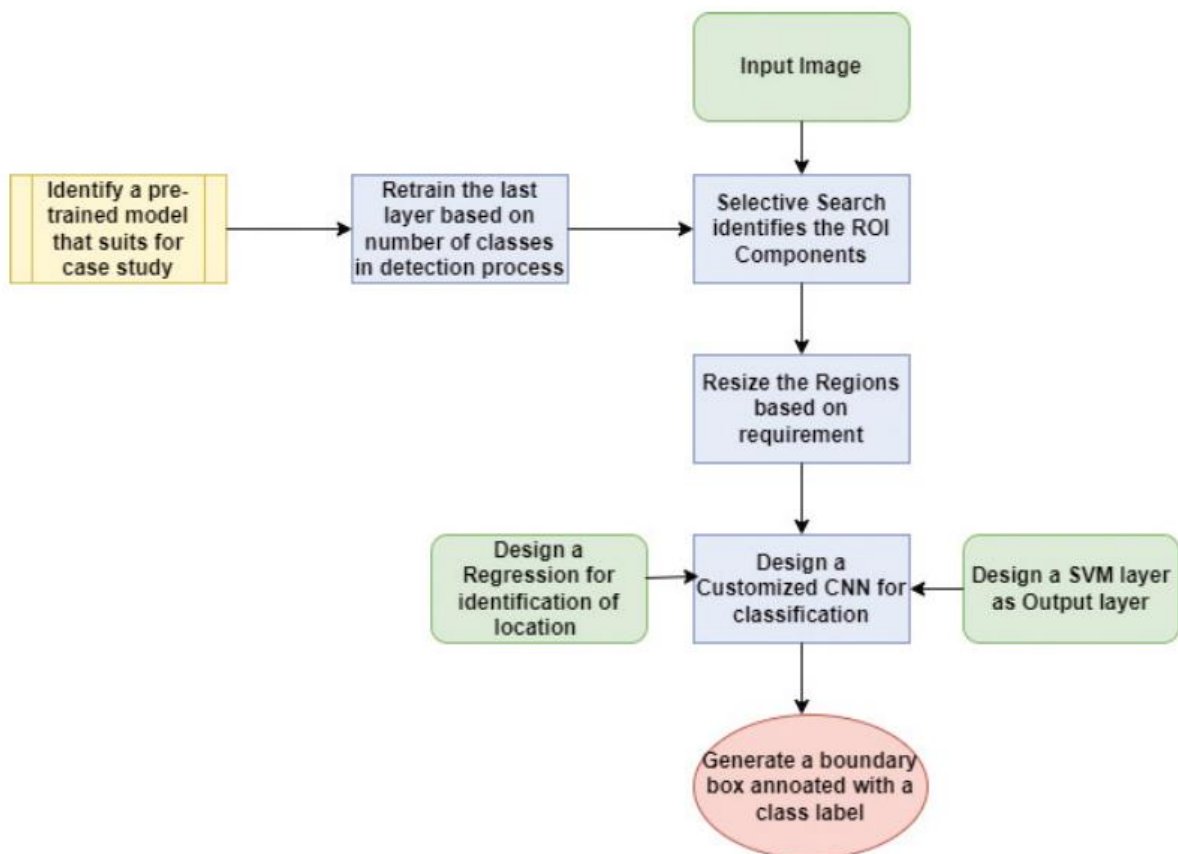 Input Image
Identify a pre-
trained model
that suits for
case study
Retrain the last
layer based on
number of classes
in detection process
Selective Search
identifies the ROI
Components
Resize the Regions
based on
requirement
Design a
Regression for
identification of
location
Design a
Customized CNN for
classification
Design a SVM layer
as Output layer
Generate a boundary
box annoated with a
class label